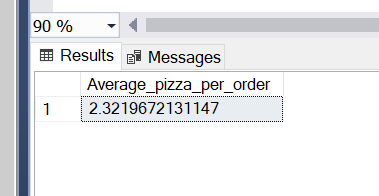 90 %
Results Messages
Average_pizza_per_order
1 2.3219672131147